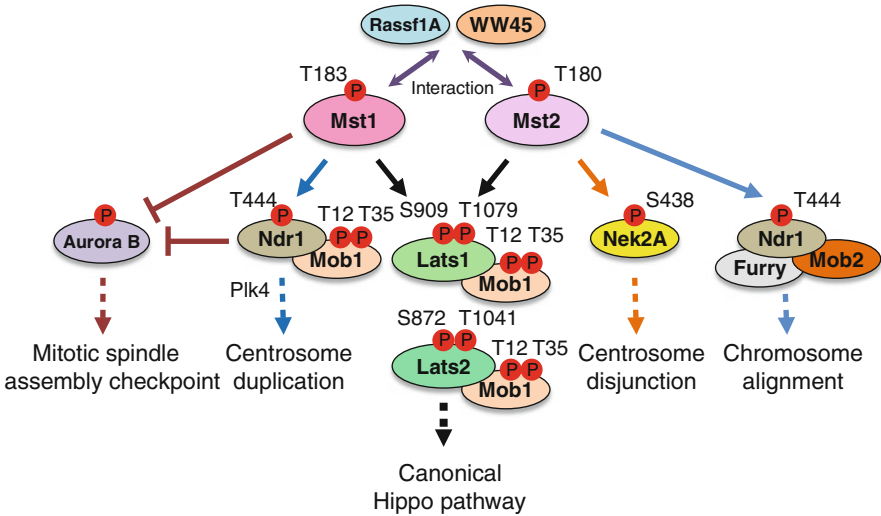 Rassf1A WW45
T183 Interaction T180
P P
Mst1 Mst2
T444 T12 T35 S909 T1079 S438 T444
P P P P P P P P
Aurora B Ndr1 Mob1 Lats1 T12 T35 Nek2A Ndr1
P P
Mob1 Furry Mob2
Plk4
S872 T1041
P P
Lats2 T12 T35
P P
Mob1
Mitotic spindle
assembly checkpoint
Centrosome
duplication
Centrosome
disjunction
Chromosome
alignment
Canonical
Hippo pathway